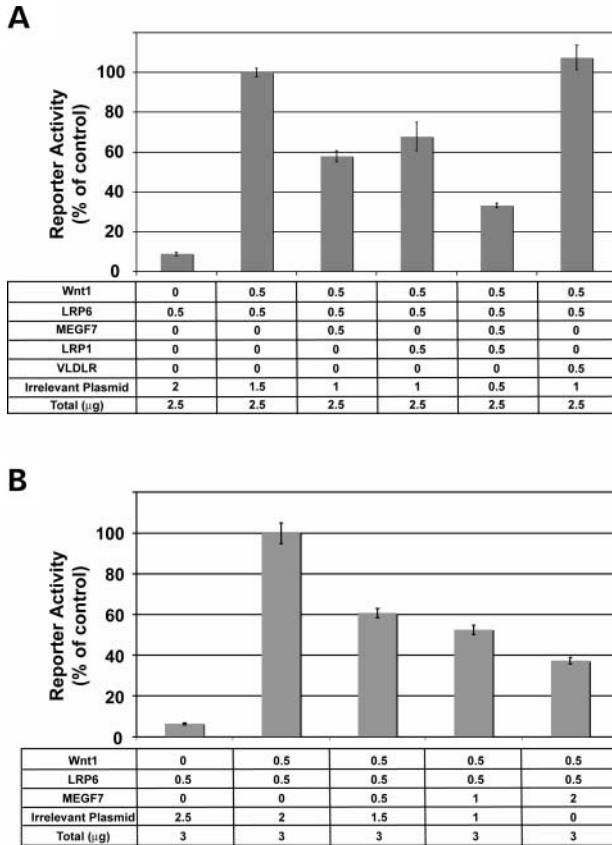 A
Reporter Activity
(% of control)
100
80
60
40
20
0
Wnt1 0 0.5 0.5 0.5 0.5 0.5
LRP6 0.5 0.5 0.5 0.5 0.5 0.5
MEGF7 0 0 0.5 0 0.5 0
LRP1 0 0 0 0.5 0.5 0
VLDLR 0 0 0 0 0 0.5
Irrelevant Plasmid 2 1.5 1 1 0.5 1
Total (µg) 2.5 2.5 2.5 2.5 2.5 2.5
B
Reporter Activity
(% of control)
100
80
60
40
20
0
Wnt1 0 0.5 0.5 0.5 0.5
LRP6 0.5 0.5 0.5 0.5 0.5
MEGF7 0 0 0.5 1 2
Irrelevant Plasmid 2.5 2 1.5 1 0
Total (µg) 3 3 3 3 3